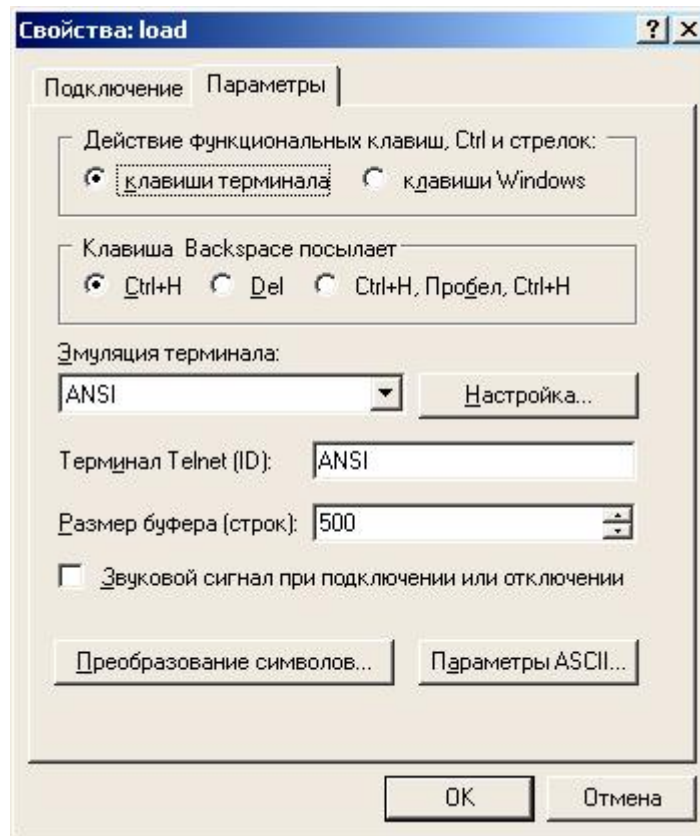 Свойства: load
Подключение Параметры
Действие функциональных клавиш, Ctrl и стрелок:
клавиши терминала клавиши Windows
Клавиша Backspace посылает
Ctrl+H Del Ctrl+H, Пробел, Ctrl+H
Эмуляция терминала:
ANSI Настройка...
Терминал Telnet (ID): ANSI
Размер буфера (строк): 500
Звуковой сигнал при подключении или отключении
Преобразование символов... Параметры ASCII...
OK Отмена